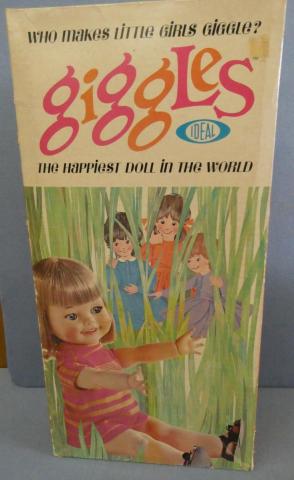 WHO MAKES LITTLE GIRLS GIGGLE?
giggLES
IDEAL
THE HAPPIEST DOLL IN THE WORLD